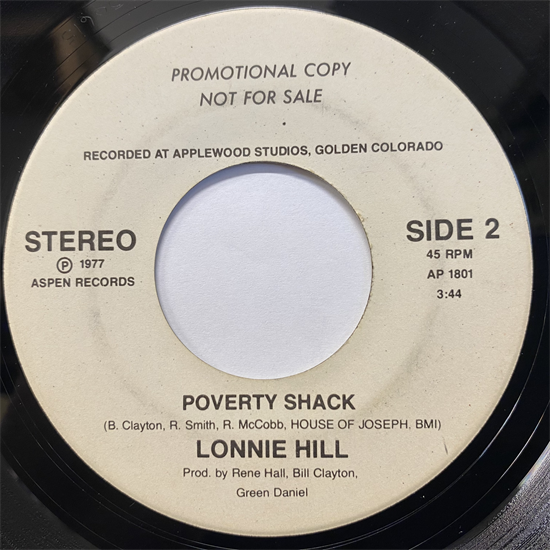 PROMOTIONAL COPY
NOT FOR SALE
RECORDED AT APPLEWOOD STUDIOS, GOLDEN COLORADO
STEREO
Ⓟ 1977
ASPEN RECORDS
SIDE 2
45 RPM
AP 1801
3:44
POVERTY SHACK
(B. Clayton, R. Smith, R. McCobb, HOUSE OF JOSEPH, BMI)
LONNIE HILL
Prod. by Rene Hall, Bill Clayton,
Green Daniel